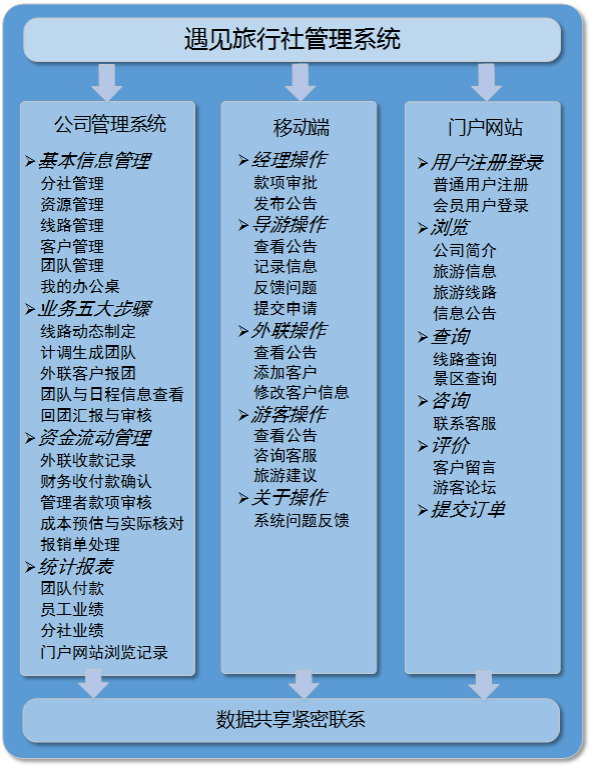 遇见旅行社管理系统
公司管理系统
基本信息管理
分社管理
资源管理
线路管理
客户管理
团队管理
我的办公桌
业务五大步骤
线路动态制定
计调生成团队
外联客户报团
团队与日程信息查看
回团汇报与审核
资金流动管理
外联收款记录
财务收付款确认
管理者款项审核
成本预估与实际核对
报销单处理
统计报表
团队付款
员工业绩
分社业绩
门户网站浏览记录
移动端
经理操作
款项审批
发布公告
导游操作
查看公告
记录信息
反馈问题
提交申请
外联操作
查看公告
添加客户
修改客户信息
游客操作
查看公告
咨询客服
旅游建议
关于操作
系统问题反馈
门户网站
用户注册登录
普通用户注册
会员用户登录
浏览
公司简介
旅游信息
旅游线路
信息公告
查询
线路查询
景区查询
咨询
联系客服
评价
客户留言
游客论坛
提交订单
数据共享紧密联系